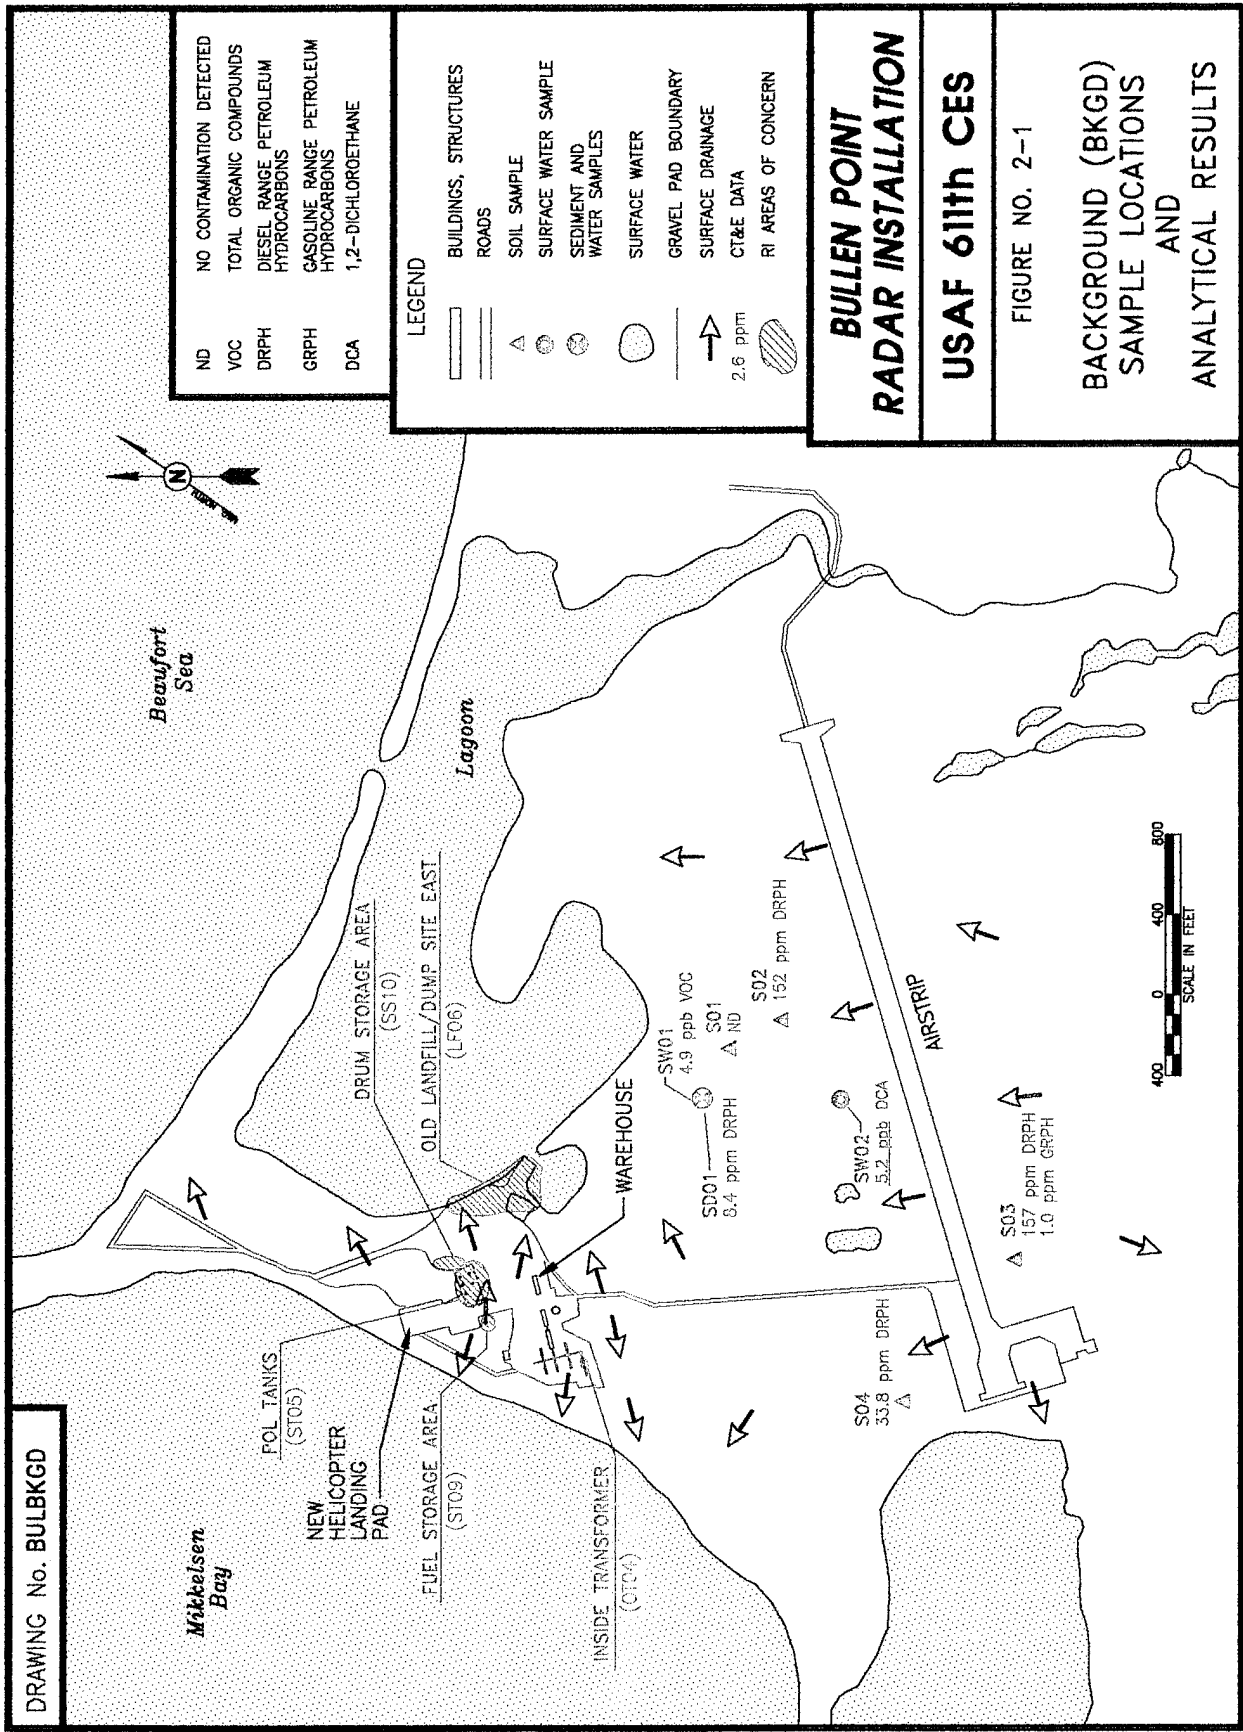 DRAWING No. BULBKGD
Mikkelsen
Bay
Beaufort
Sea
Lagoon
N
POL TANKS
(ST05)
NEW
HELICOPTER
LANDING
PAD
FUEL STORAGE AREA
(ST09)
INSIDE TRANSFORMER
(OT04)
DRUM STORAGE AREA
(SS10)
OLD LANDFILL/DUMP SITE EAST
(LF06)
WAREHOUSE
SW01
4.9 ppb VOC
SD01
8.4 ppm DRPH
S01
ND
S02
152 ppm DRPH
SW02
5.2 ppb DCA
AIRSTRIP
S03
157 ppm DRPH
1.0 ppm GRPH
S04
33.8 ppm DRPH
400 0 400 800
SCALE IN FEET
ND NO CONTAMINATION DETECTED
VOC TOTAL ORGANIC COMPOUNDS
DRPH DIESEL RANGE PETROLEUM
HYDROCARBONS
GRPH GASOLINE RANGE PETROLEUM
HYDROCARBONS
DCA 1,2-DICHLOROETHANE
LEGEND
BUILDINGS, STRUCTURES
ROADS
SOIL SAMPLE
SURFACE WATER SAMPLE
SEDIMENT AND
WATER SAMPLES
SURFACE WATER
GRAVEL PAD BOUNDARY
SURFACE DRAINAGE
2.6 ppm CT&E DATA
RI AREAS OF CONCERN
BULLEN POINT
RADAR INSTALLATION
USAF 611th CES
FIGURE NO. 2-1
BACKGROUND (BKGD)
SAMPLE LOCATIONS
AND
ANALYTICAL RESULTS